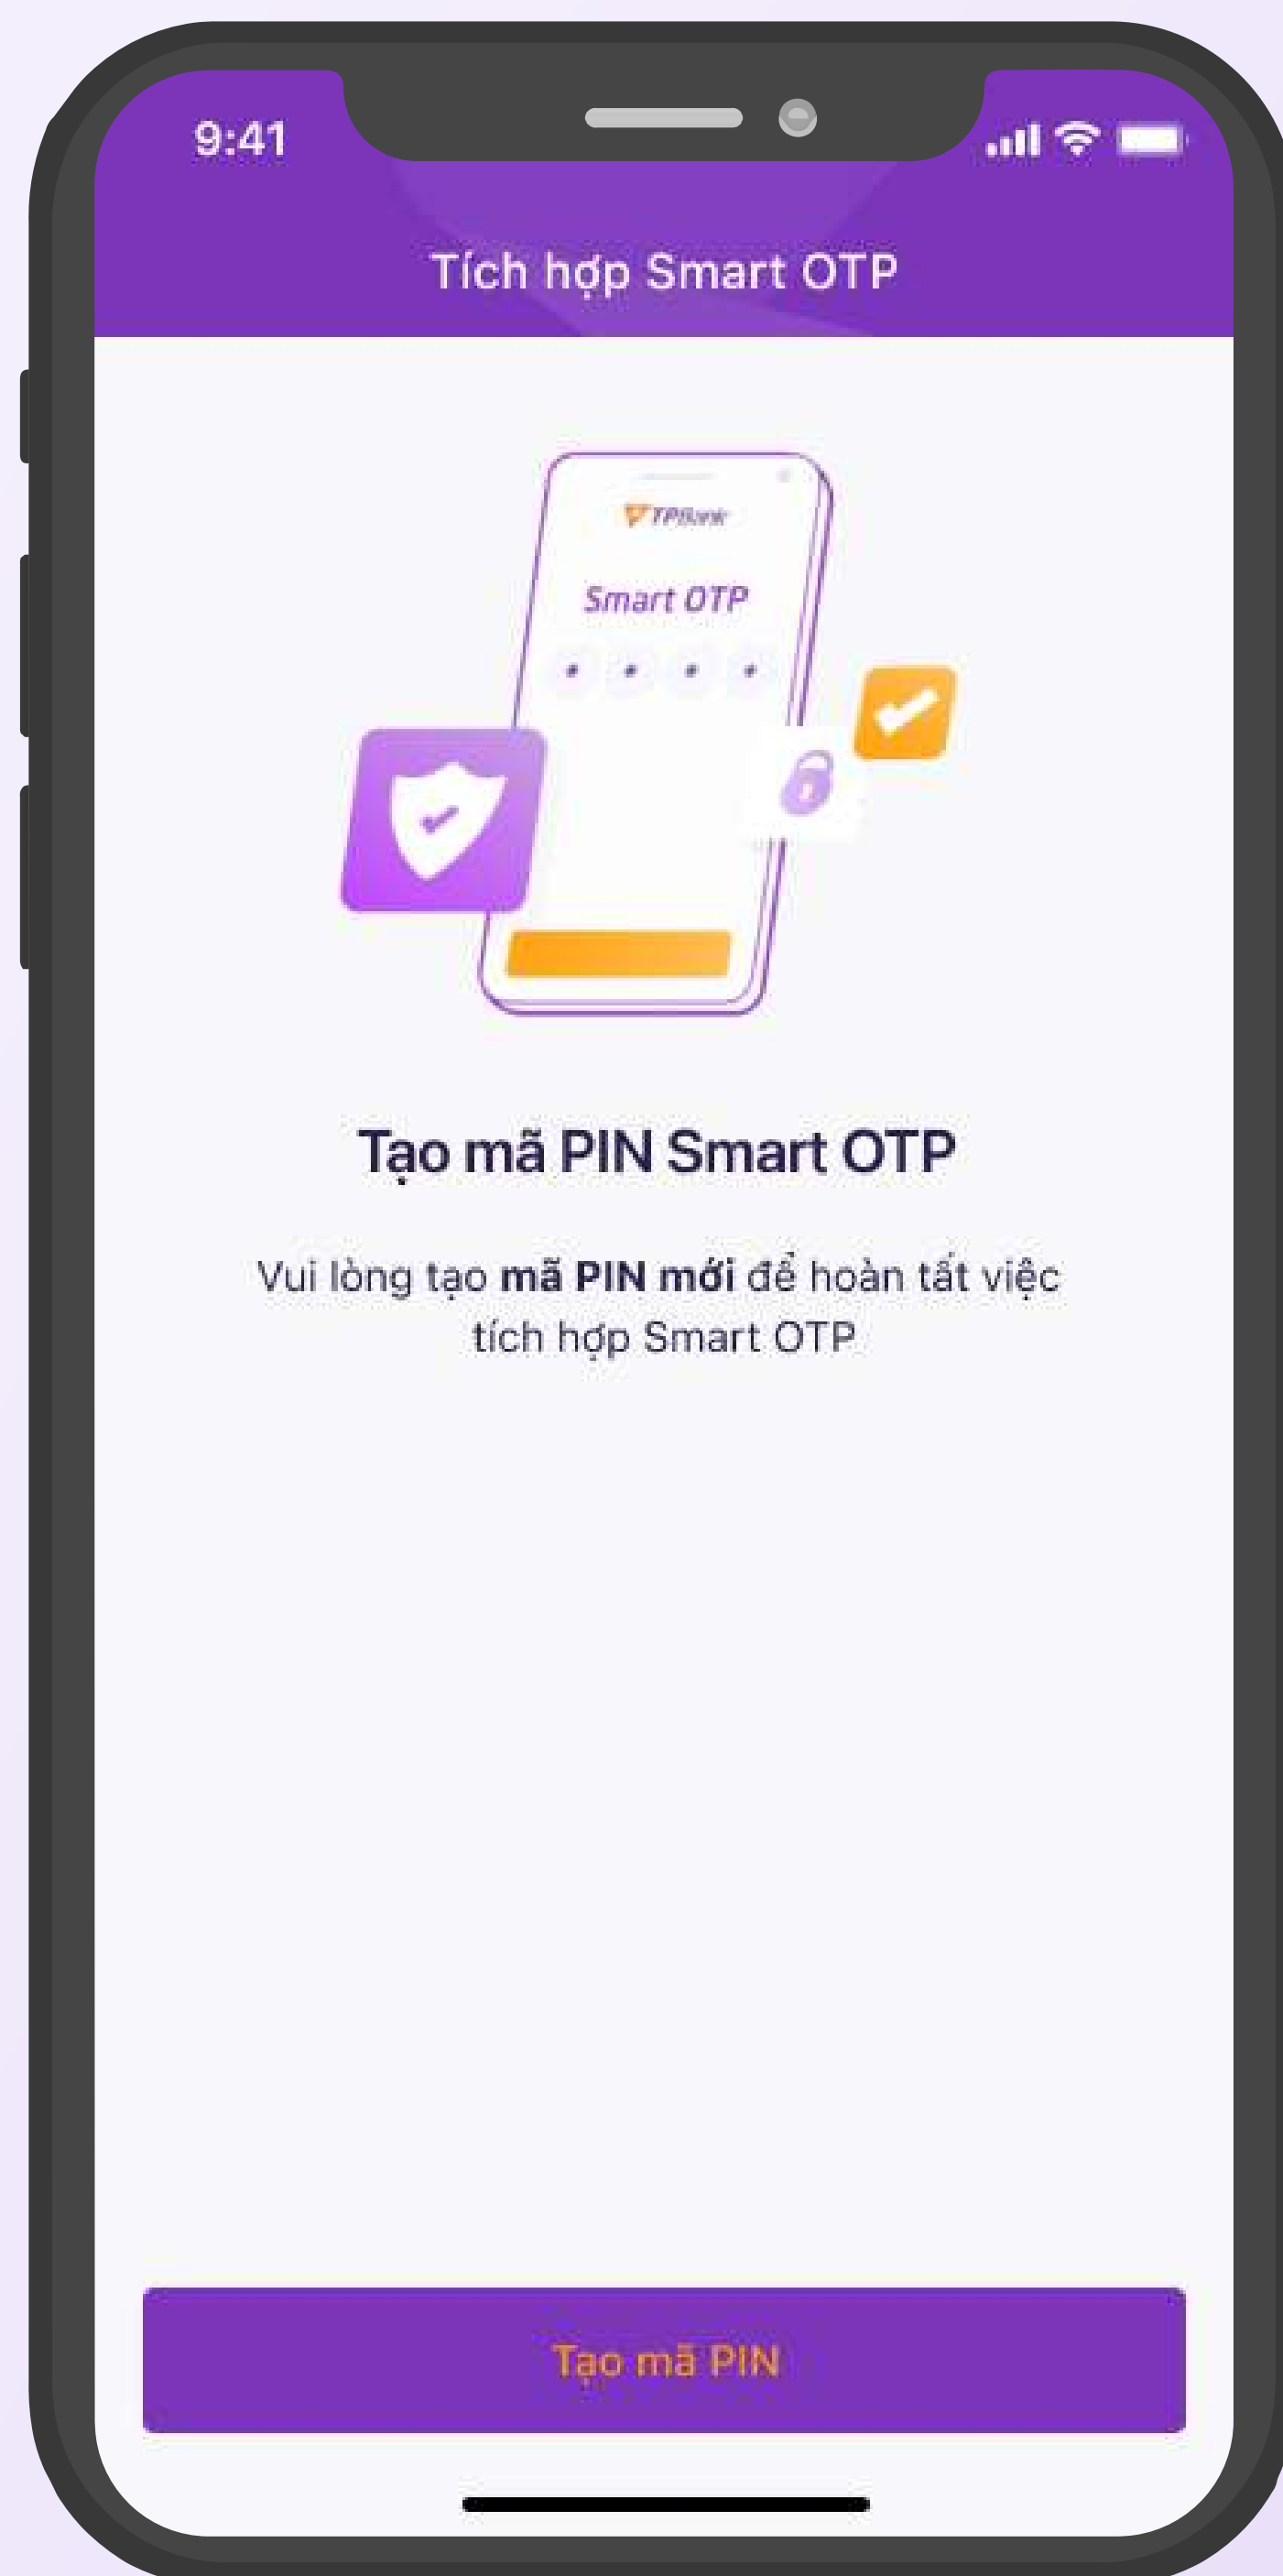 9:41
Tích hợp Smart OTP
TPBank
Smart OTP
Tạo mã PIN Smart OTP
Vui lòng tạo mã PIN mới để hoàn tất việc
tích hợp Smart OTP
Tạo mã PIN